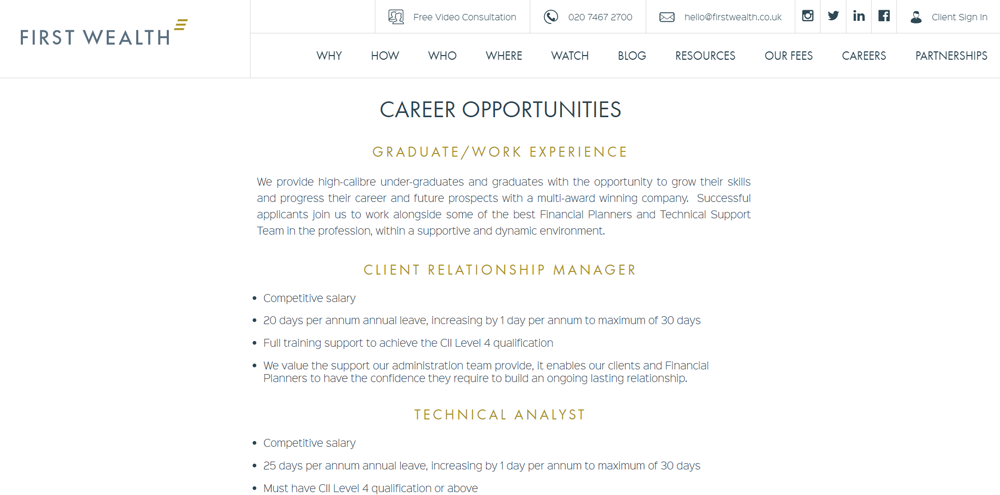 FIRST WEALTH
Free Video Consultation
020 7467 2700
hello@firstwealth.co.uk
Client Sign In
WHY HOW WHO WHERE WATCH BLOG RESOURCES OUR FEES CAREERS PARTNERSHIPS
CAREER OPPORTUNITIES
GRADUATE/WORK EXPERIENCE
We provide high-calibre under-graduates and graduates with the opportunity to grow their skills
and progress their career and future prospects with a multi-award winning company. Successful
applicants join us to work alongside some of the best Financial Planners and Technical Support
Team in the profession, within a supportive and dynamic environment.
CLIENT RELATIONSHIP MANAGER
• Competitive salary
• 20 days per annum annual leave, increasing by 1 day per annum to maximum of 30 days
• Full training support to achieve the CII Level 4 qualification
• We value the support our administration team provide, it enables our clients and Financial
Planners to have the confidence they require to build an ongoing lasting relationship.
TECHNICAL ANALYST
• Competitive salary
• 25 days per annum annual leave, increasing by 1 day per annum to maximum of 30 days
• Must have CII Level 4 qualification or above